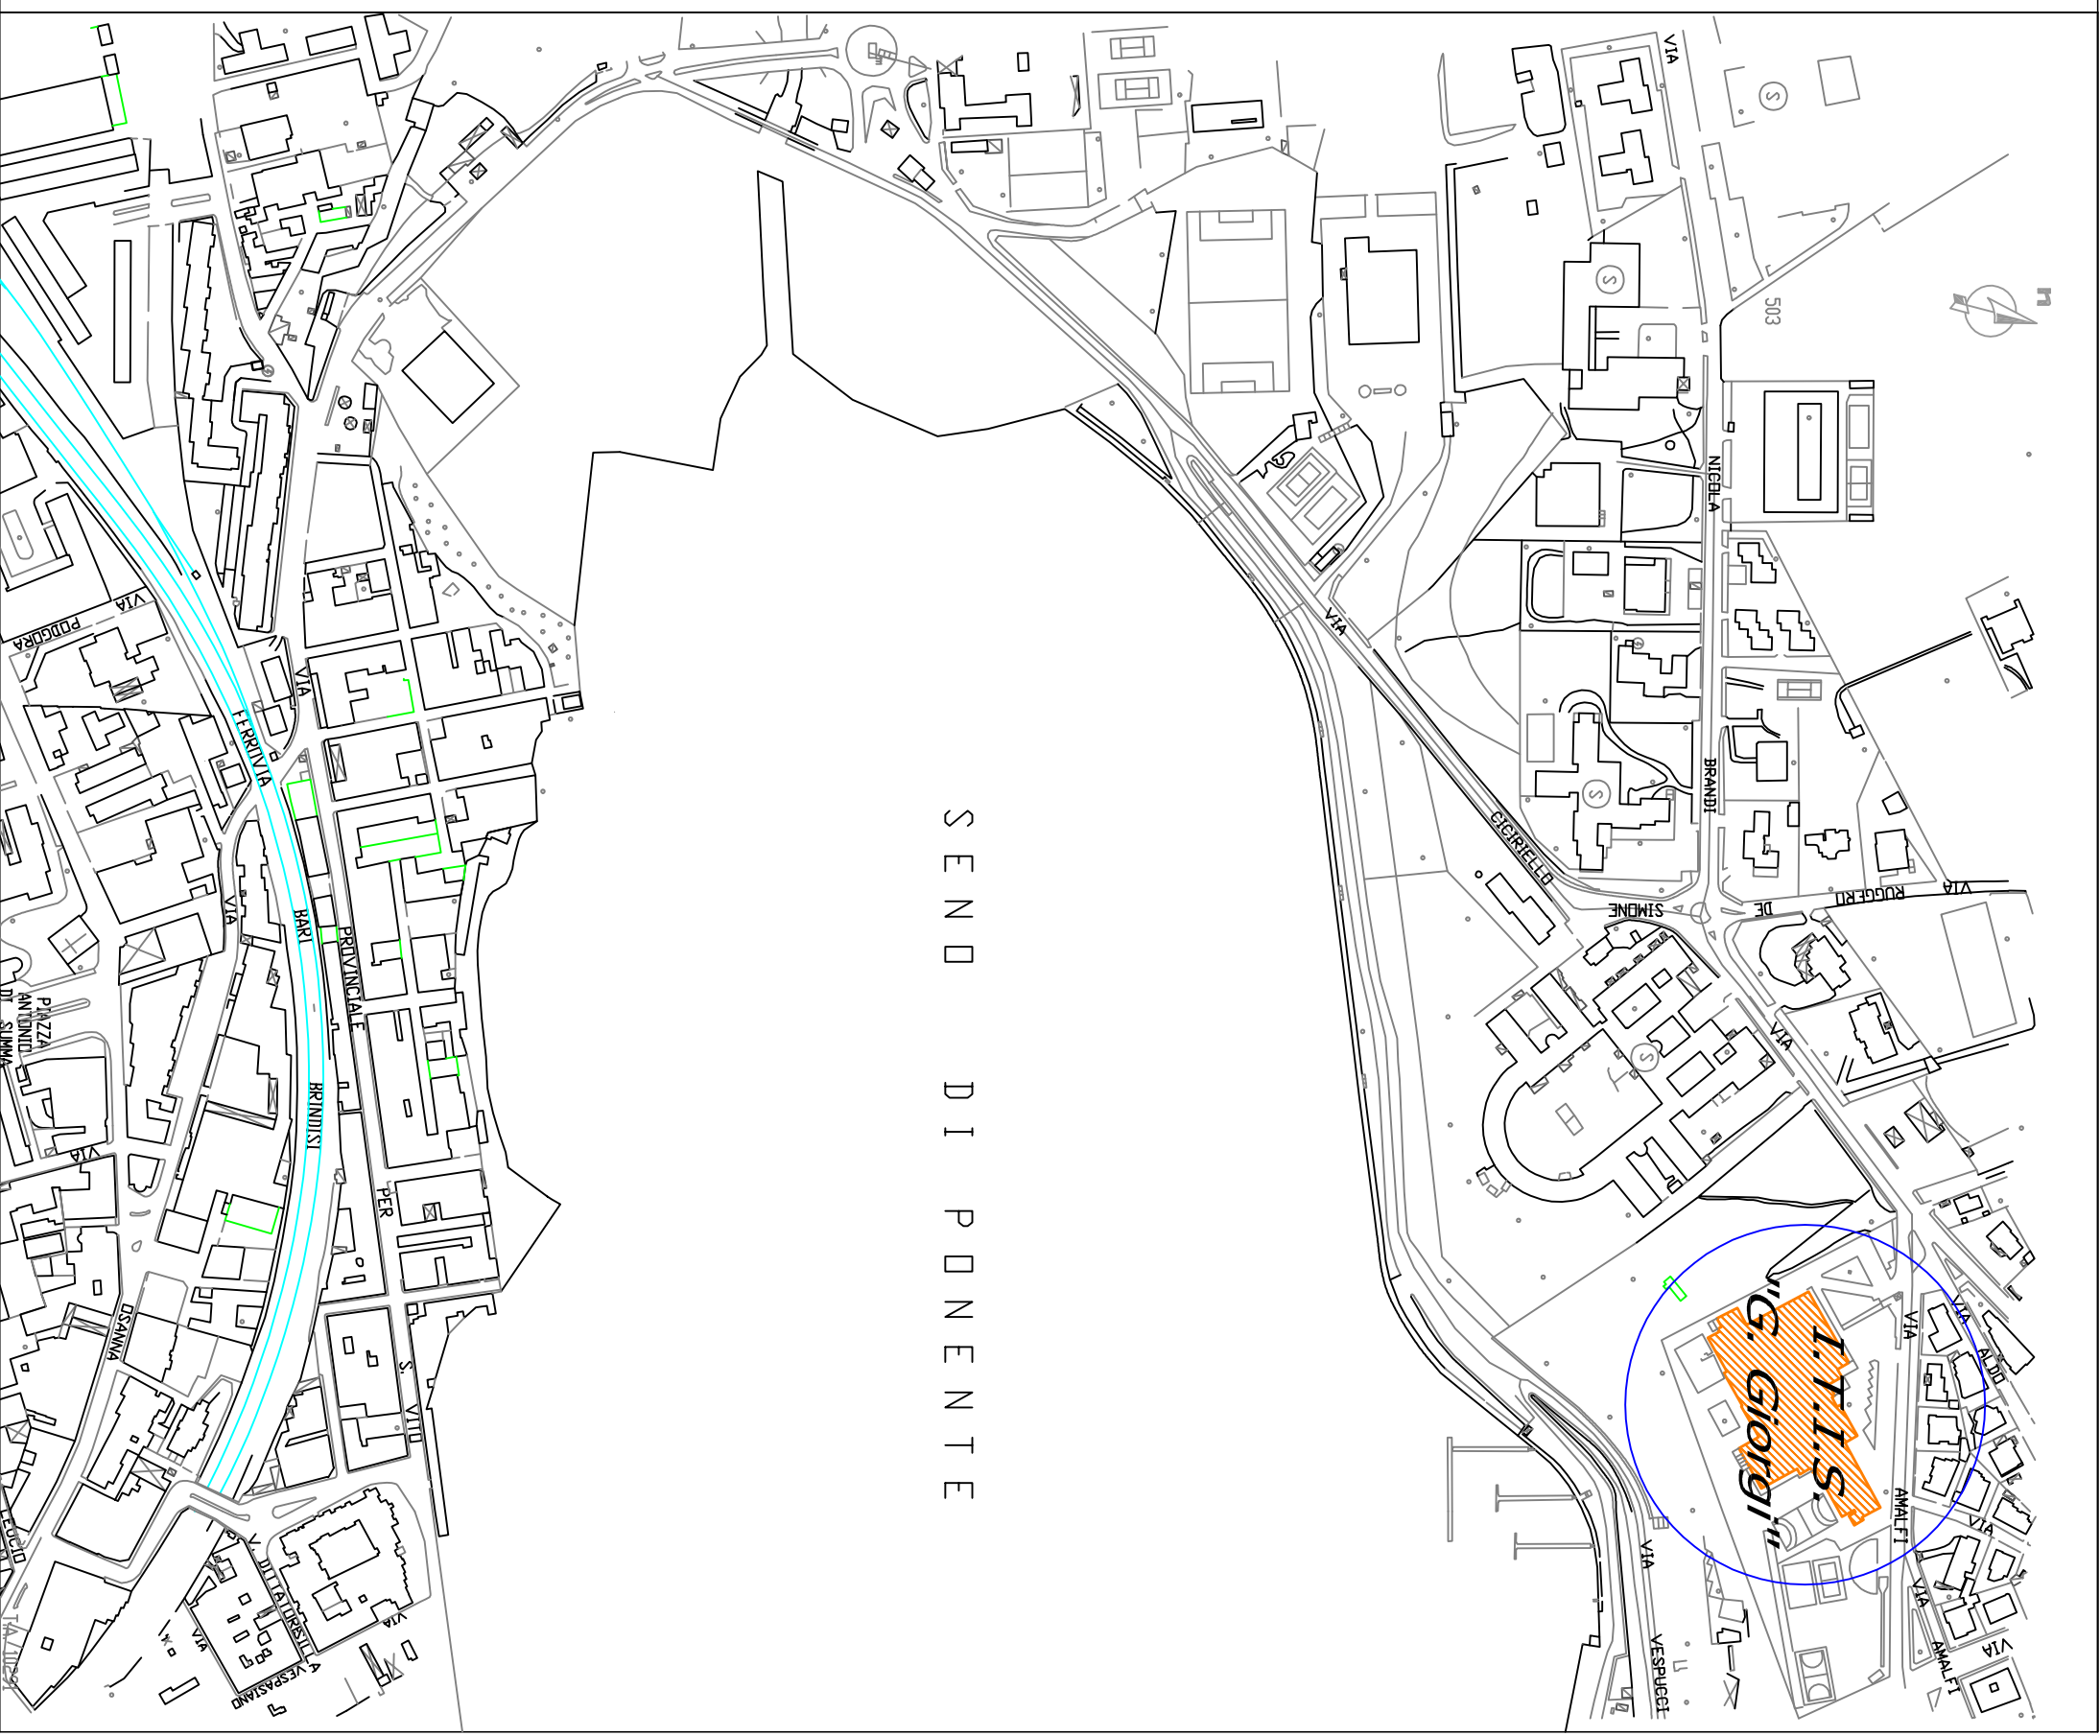 VIA
n
503
NICOLA
VIA
PODGORA
VIA
VIA
FERROVIA
BRANDI
CICIRIELLO
VIA
RUGGERO
DE
SIMONE
VIA
BARI
PROVINCIALE
SENO DI PONENTE
PIAZZA
ANTONIO
DI SUMMA
VIA
BRINDISI
VIA
PER
S. VITO
OSANNA
VIA
VIA
ALDO
I.T.I.S.
"G. Giorgi"
AMALFI
VIA
VIA
VIA
AMALFI
VIA
VIA
VESPUCCI
VIA
VIA
VESPASIANO